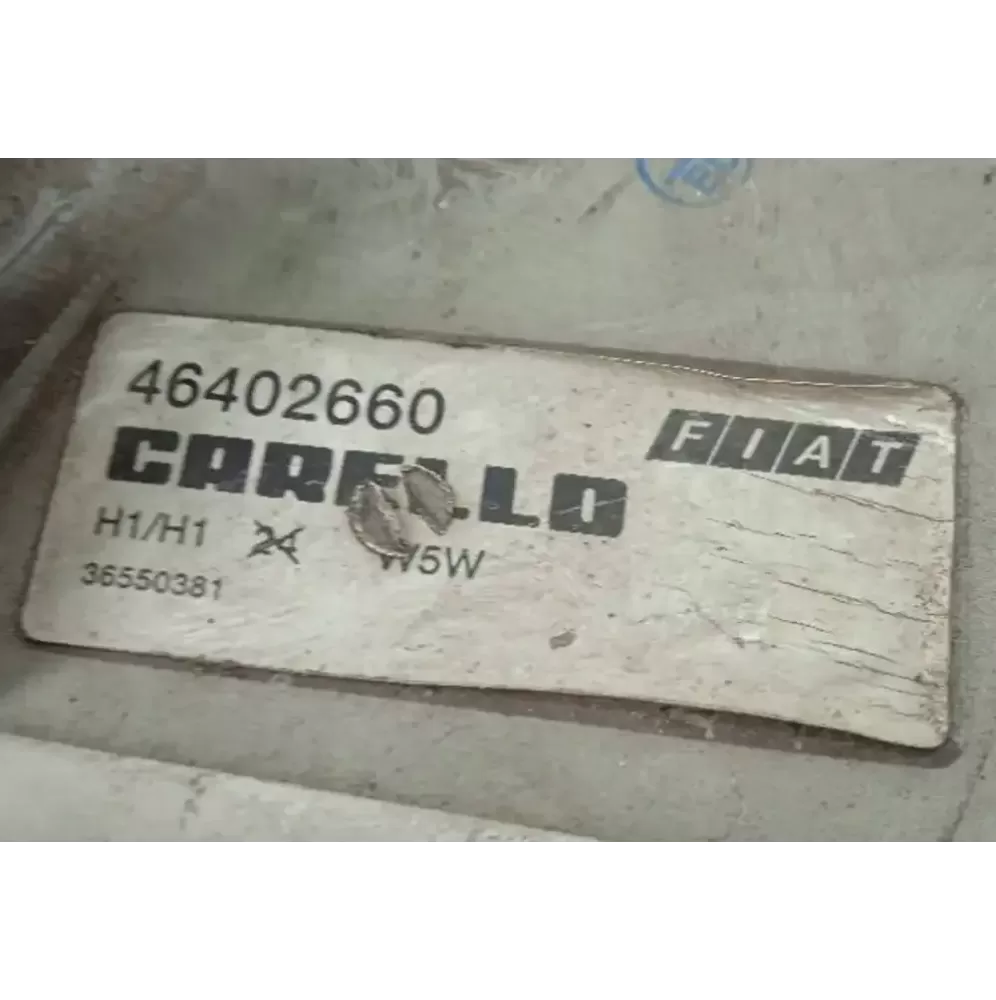 46402660
CARELLO
FIAT
H1/H1 24 W5W
36550381